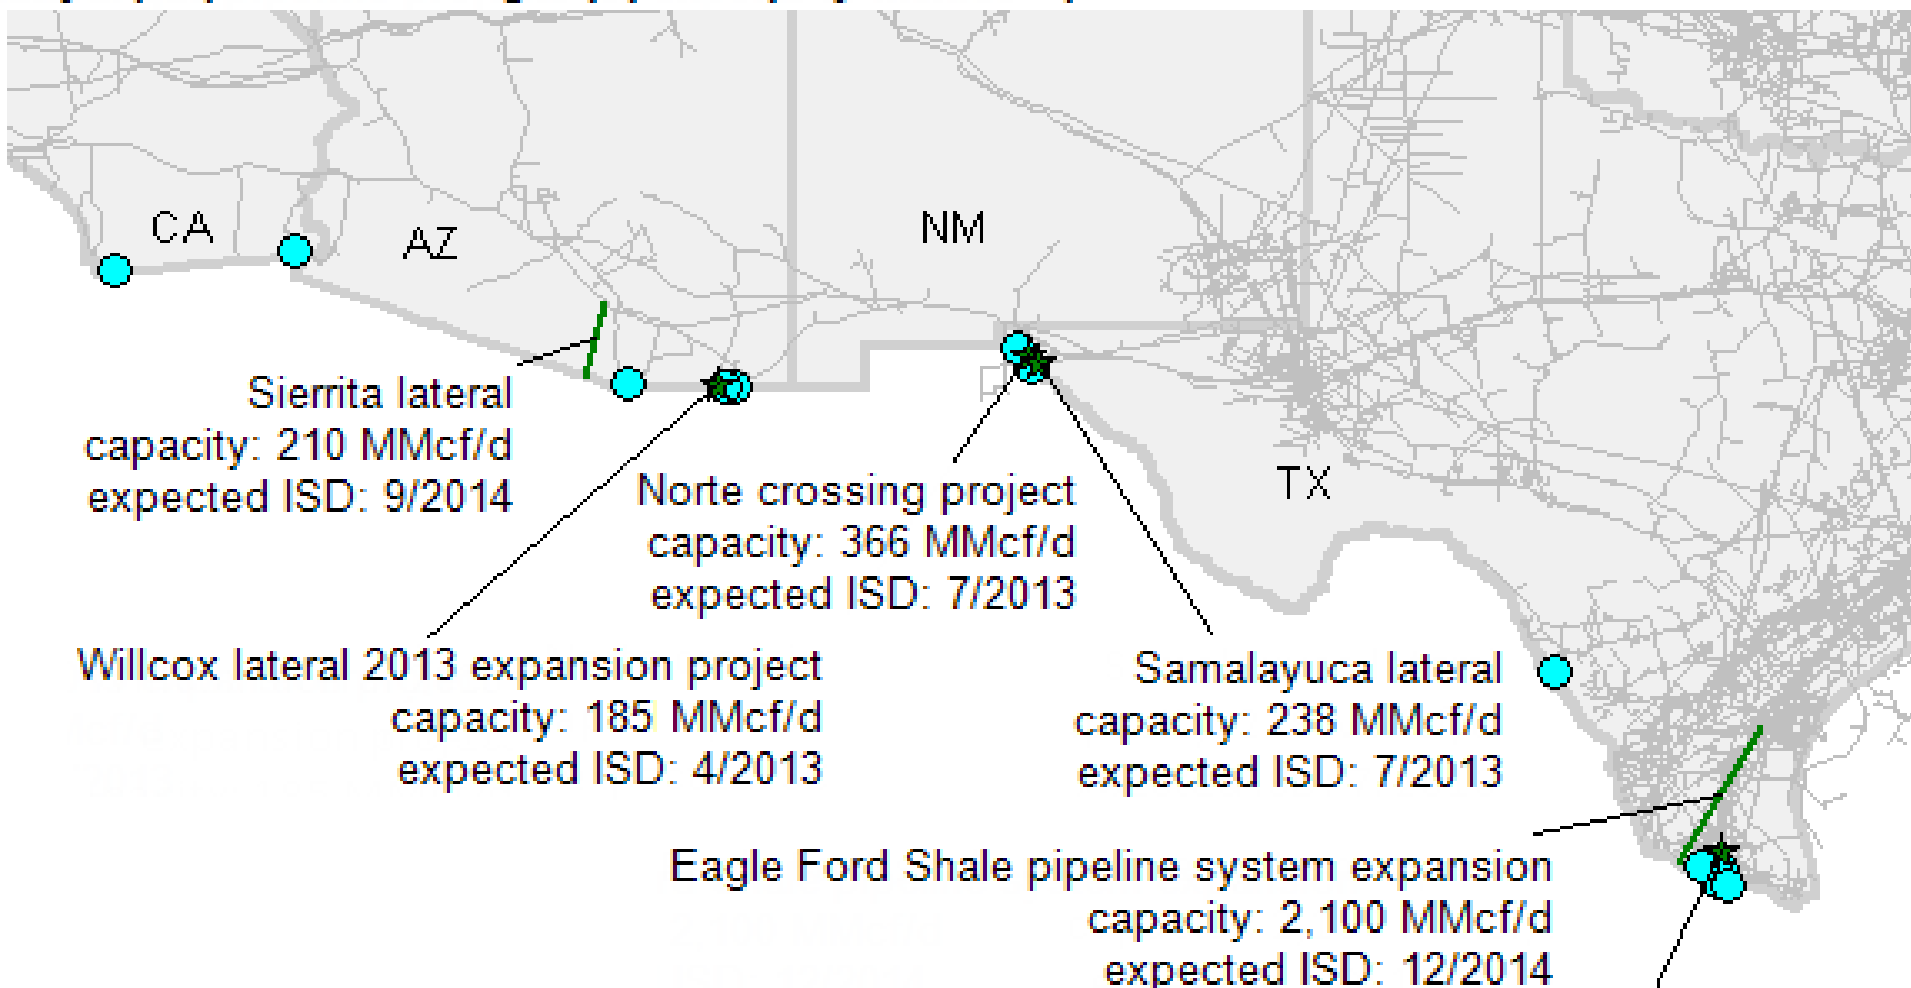 CA
AZ
NM
TX
Sierrita lateral
capacity: 210 MMcf/d
expected ISD: 9/2014
Norte crossing project
capacity: 366 MMcf/d
expected ISD: 7/2013
Willcox lateral 2013 expansion project
capacity: 185 MMcf/d
expected ISD: 4/2013
Samalayuca lateral
capacity: 238 MMcf/d
expected ISD: 7/2013
Eagle Ford Shale pipeline system expansion
capacity: 2,100 MMcf/d
expected ISD: 12/2014